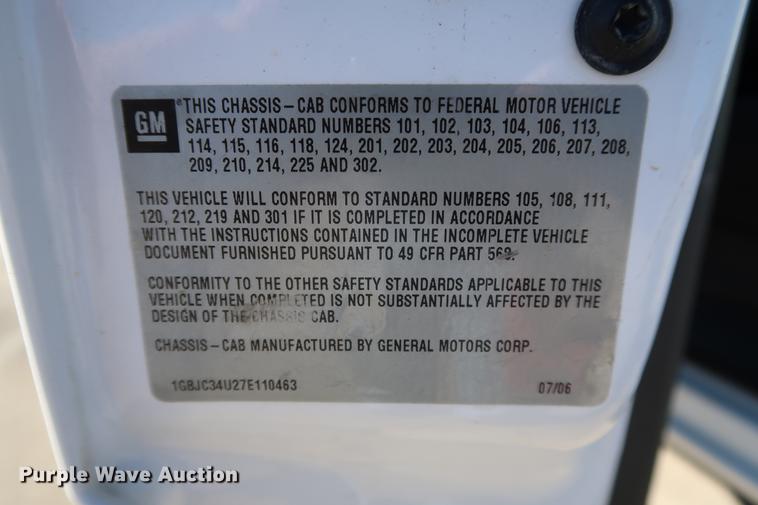 GM
®THIS CHASSIS–CAB CONFORMS TO FEDERAL MOTOR VEHICLE
SAFETY STANDARD NUMBERS 101, 102, 103, 104, 106, 113,
114, 115, 116, 118, 124, 201, 202, 203, 204, 205, 206, 207, 208,
209, 210, 214, 225 AND 302.
THIS VEHICLE WILL CONFORM TO STANDARD NUMBERS 105, 108, 111,
120, 212, 219 AND 301 IF IT IS COMPLETED IN ACCORDANCE
WITH THE INSTRUCTIONS CONTAINED IN THE INCOMPLETE VEHICLE
DOCUMENT FURNISHED PURSUANT TO 49 CFR PART 568.
CONFORMITY TO THE OTHER SAFETY STANDARDS APPLICABLE TO THIS
VEHICLE WHEN COMPLETED IS NOT SUBSTANTIALLY AFFECTED BY THE
DESIGN OF THE CHASSIS CAB.
CHASSIS–CAB MANUFACTURED BY GENERAL MOTORS CORP.
1GBJC34U27E110463 07/06
Purple Wave Auction